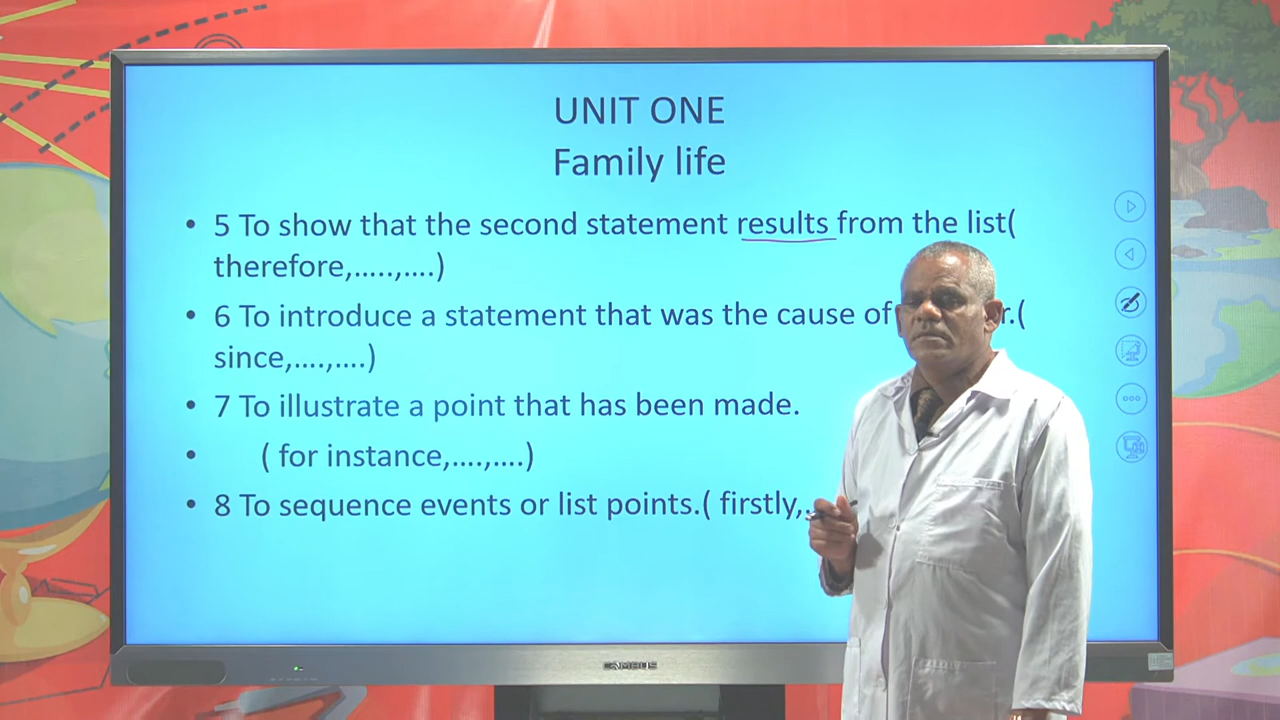 UNIT ONE
Family life
• 5 To show that the second statement results from the list(
therefore,.....,....)
• 6 To introduce a statement that was the cause of r.(
since,....,....)
• 7 To illustrate a point that has been made.
• ( for instance,....,....)
• 8 To sequence events or list points.( firstly,.